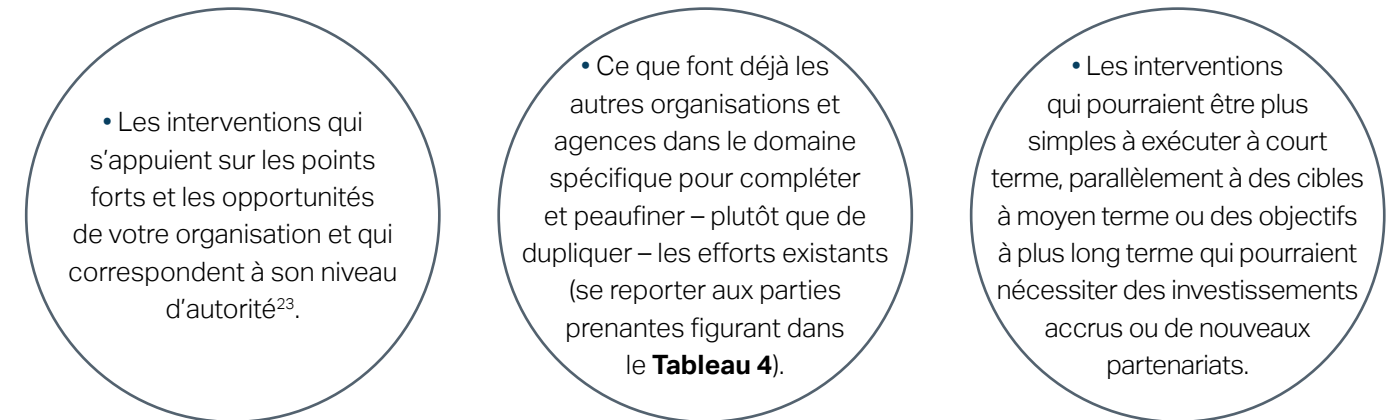 • Les interventions qui
s'appuient sur les points
forts et les opportunités
de votre organisation et qui
correspondent à son niveau
d'autorité²³.
• Ce que font déjà les
autres organisations et
agences dans le domaine
spécifique pour compléter
et peaufiner – plutôt que de
dupliquer – les efforts existants
(se reporter aux parties
prenantes figurant dans
le Tableau 4).
• Les interventions
qui pourraient être plus
simples à exécuter à court
terme, parallèlement à des cibles
à moyen terme ou des objectifs
à plus long terme qui pourraient
nécessiter des investissements
accrus ou de nouveaux
partenariats.